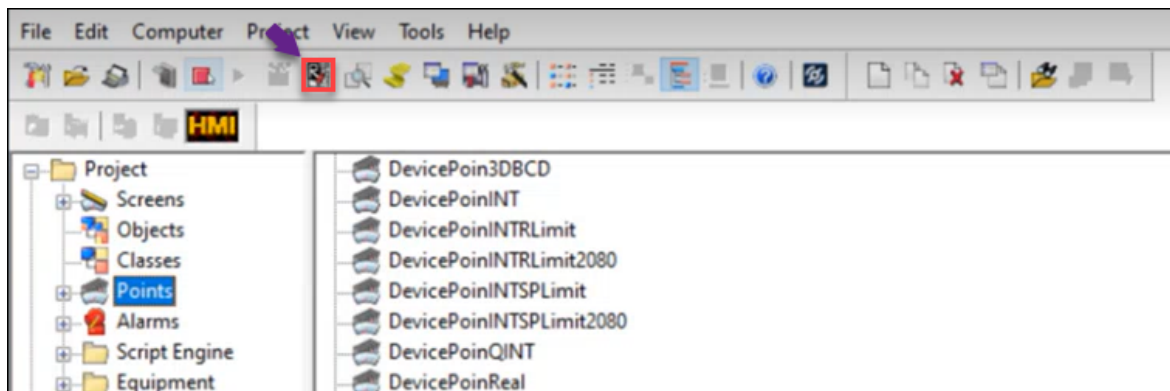 File Edit Computer Project View Tools Help
HMI
Project
Screens
Objects
Classes
Points
Alarms
Script Engine
Equipment
DevicePoin3DBCD
DevicePoinINT
DevicePoinINTRLimit
DevicePoinINTRLimit2080
DevicePoinINTSPLimit
DevicePoinINTSPLimit2080
DevicePoinQINT
DevicePoinReal